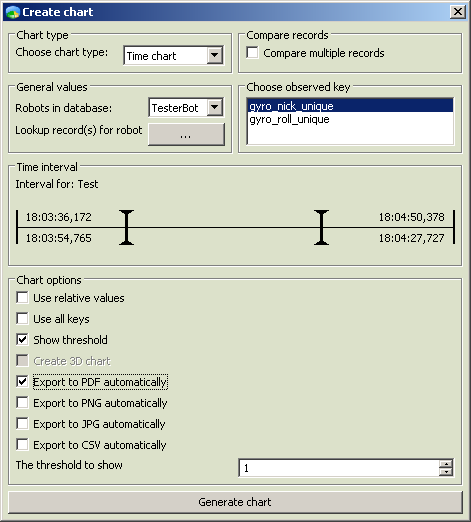 Create chart
Chart type
Choose chart type: Time chart
Compare records
Compare multiple records
General values
Robots in database: TesterBot
Lookup record(s) for robot ...
Choose observed key
gyro_nick_unique
gyro_roll_unique
Time interval
Interval for: Test
18:03:36,172 18:04:50,378
18:03:54,765 18:04:27,727
Chart options
Use relative values
Use all keys
Show threshold
Create 3D chart
Export to PDF automatically
Export to PNG automatically
Export to JPG automatically
Export to CSV automatically
The threshold to show 1
Generate chart